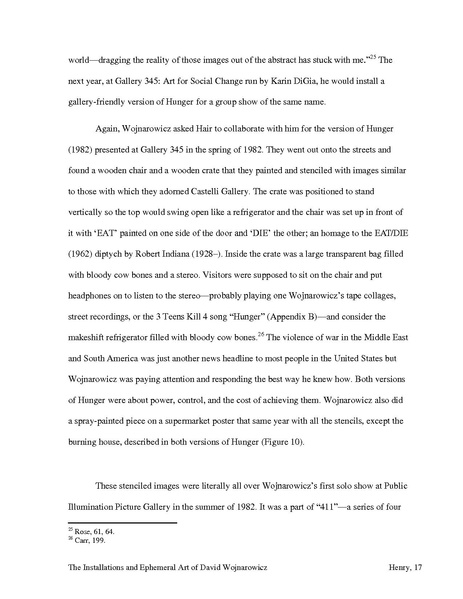 world—dragging the reality of those images out of the abstract has stuck with me."25 The
next year, at Gallery 345: Art for Social Change run by Karin DiGia, he would install a
gallery-friendly version of Hunger for a group show of the same name.
Again, Wojnarowicz asked Hair to collaborate with him for the version of Hunger
(1982) presented at Gallery 345 in the spring of 1982. They went out onto the streets and
found a wooden chair and a wooden crate that they painted and stenciled with images similar
to those with which they adorned Castelli Gallery. The crate was positioned to stand
vertically so the top would swing open like a refrigerator and the chair was set up in front of
it with 'EAT' painted on one side of the door and 'DIE' the other; an homage to the EAT/DIE
(1962) diptych by Robert Indiana (1928–). Inside the crate was a large transparent bag filled
with bloody cow bones and a stereo. Visitors were supposed to sit on the chair and put
headphones on to listen to the stereo—probably playing one Wojnarowicz's tape collages,
street recordings, or the 3 Teens Kill 4 song "Hunger" (Appendix B)—and consider the
makeshift refrigerator filled with bloody cow bones.26 The violence of war in the Middle East
and South America was just another news headline to most people in the United States but
Wojnarowicz was paying attention and responding the best way he knew how. Both versions
of Hunger were about power, control, and the cost of achieving them. Wojnarowicz also did
a spray-painted piece on a supermarket poster that same year with all the stencils, except the
burning house, described in both versions of Hunger (Figure 10).
These stenciled images were literally all over Wojnarowicz's first solo show at Public
Illumination Picture Gallery in the summer of 1982. It was a part of "411"—a series of four
25 Rose, 61, 64.
26 Carr, 199.
The Installations and Ephemeral Art of David Wojnarowicz Henry, 17